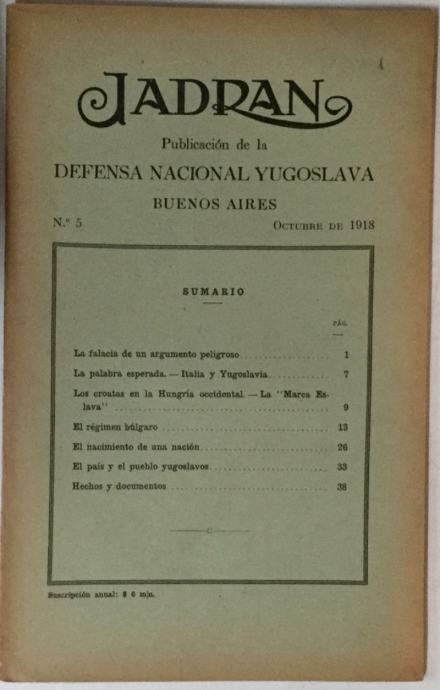 JADRAN
Publicación de la
DEFENSA NACIONAL YUGOSLAVA
BUENOS AIRES
N.º 5 OCTUBRE DE 1918
SUMARIO
PÁG.
La falacia de un argumento peligroso 1
La palabra esperada. — Italia y Yugoslavia 7
Los croatas en la Hungría occidental. — La "Marca Es-
lava" 9
El régimen búlgaro 13
El nacimiento de una nación 26
El país y el pueblo yugoslavos 33
Hechos y documentos 38
Suscripción anual: $ 6 m|n.